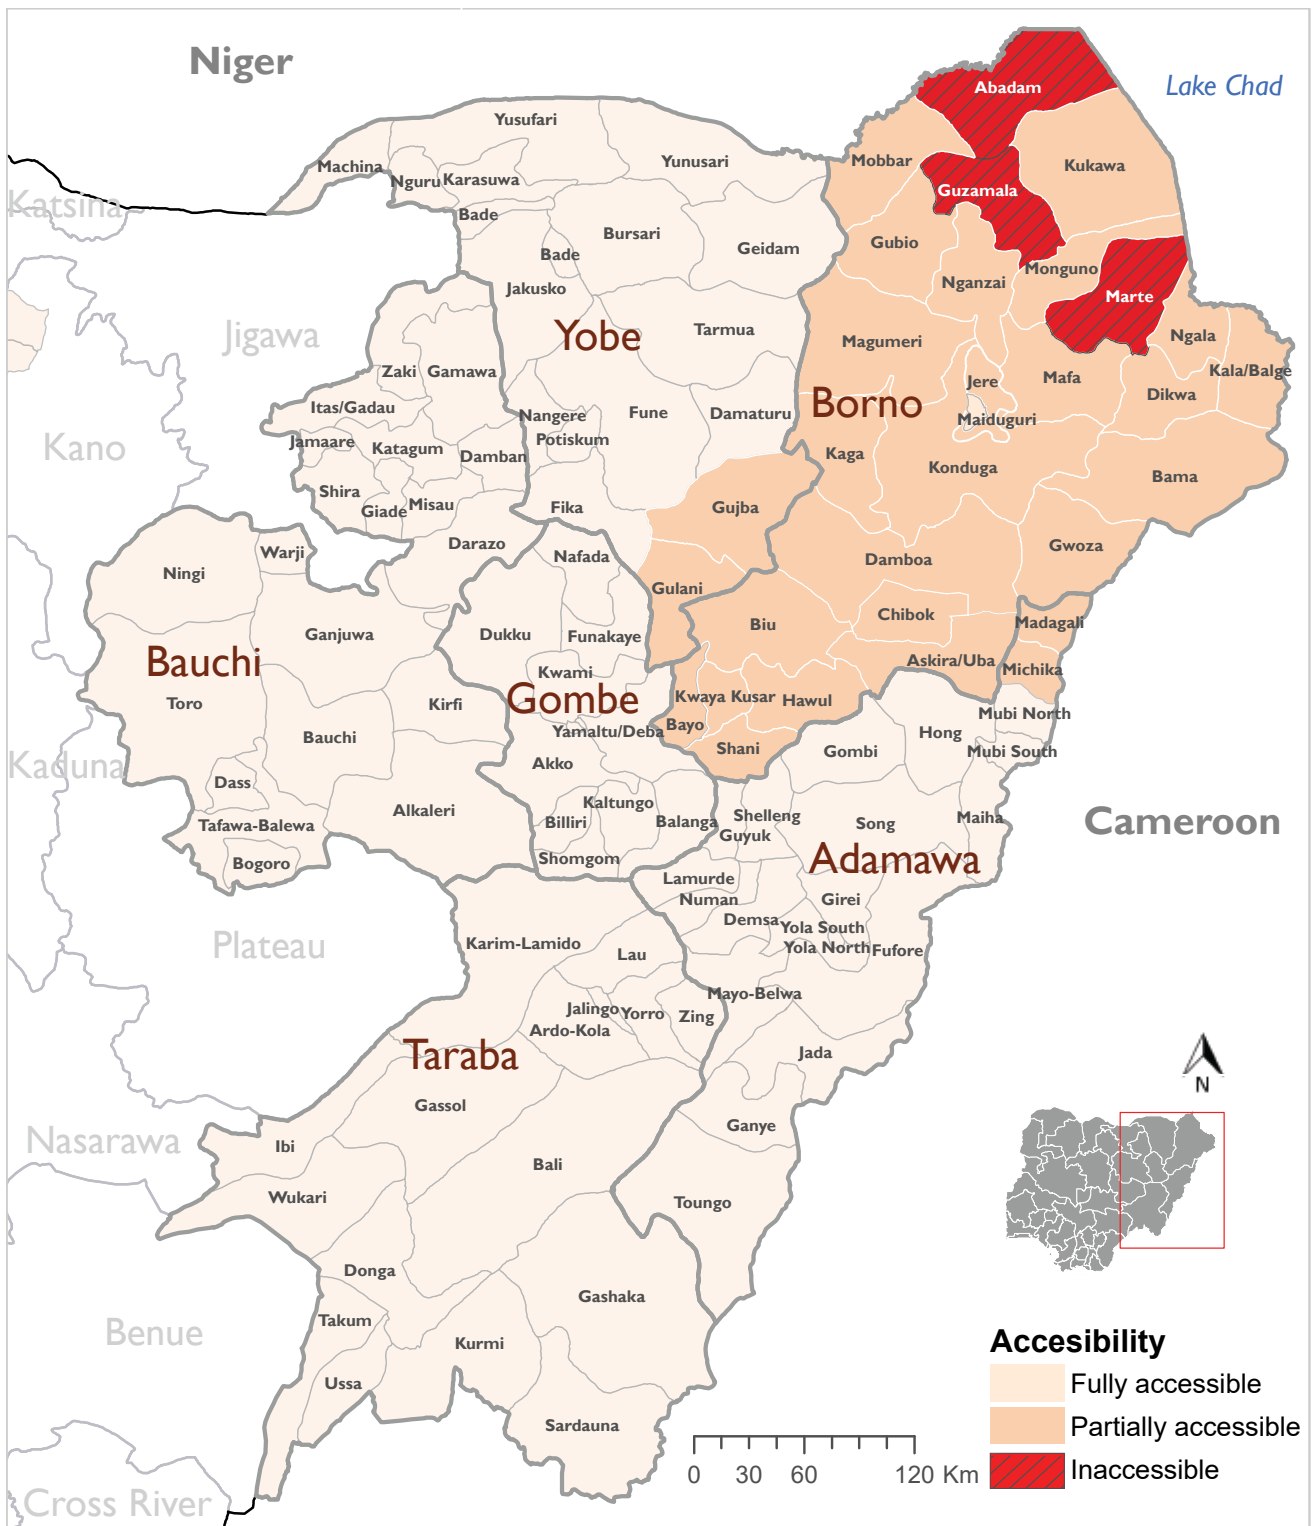 Niger
Lake Chad
Abadam
Yusufari
Yunusari
Mobbar
Kukawa
Machina
Nguru
Karasuwa
Guzamala
Katsina
Bade
Bursari
Geidam
Gubio
Bade
Monguno
Nganzai
Jakusko
Marte
Jigawa
Yobe
Tarmua
Magumeri
Ngala
Zaki
Gamawa
Jere
Mafa
Kala/Balge
Dikwa
Itas/Gadau
Nangere
Fune
Damaturu
Borno
Maiduguri
Jamaare
Katagum
Potiskum
Kano
Damban
Kaga
Konduga
Bama
Shira
Giade
Misau
Fika
Gujba
Darazo
Nafada
Gwoza
Warji
Damboa
Ningi
Gulani
Chibok
Madagali
Ganjuwa
Dukku
Funakaye
Biu
Bauchi
Askira/Uba
Michika
Kwami
Toro
Kirfi
Gombe
Kwaya Kusar
Hawul
Mubi North
Bauchi
Yamaltu/Deba
Bayo
Hong
Shani
Gombi
Mubi South
Kaduna
Akko
Dass
Alkaleri
Kaltungo
Billiri
Balanga
Shelleng
Guyuk
Song
Maiha
Cameroon
Tafawa-Balewa
Bogoro
Shomgom
Adamawa
Lamurde
Numan
Girei
Demsa
Yola South
Plateau
Karim-Lamido
Lau
Yola North
Fufore
Mayo-Belwa
Jalingo
Yorro
Zing
Ardo-Kola
Taraba
Jada
N
Gassol
Ganye
Nasarawa
Ibi
Bali
Wukari
Toungo
Donga
Gashaka
Takum
Benue
Kurmi
Ussa
Sardauna
Cross River
Accesibility
Fully accessible
Partially accessible
Inaccessible
0 30 60 120 Km